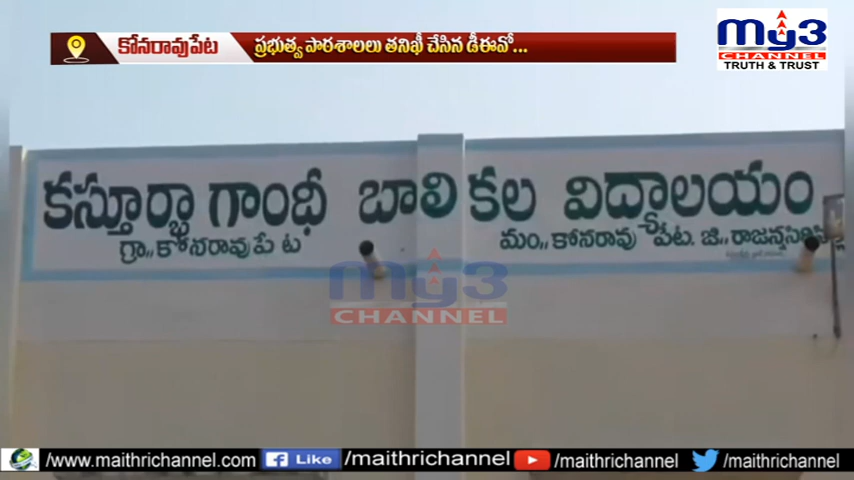 కోనరావుపేట
ప్రభుత్వ పాఠశాలలు తనిఖీ చేసిన డీఈవో...
my3
CHANNEL
TRUTH & TRUST
కస్తూర్భా గాంధీ బాలికల విద్యాలయం
గ్రా,, కోనరావుపేట
మం,, కోనరావుపేట. జి,, రాజన్నసిరిసిల్ల
my3
CHANNEL
/www.maithrichannel.com
Like
/maithrichannel
/maithrichannel
/maithrichannel